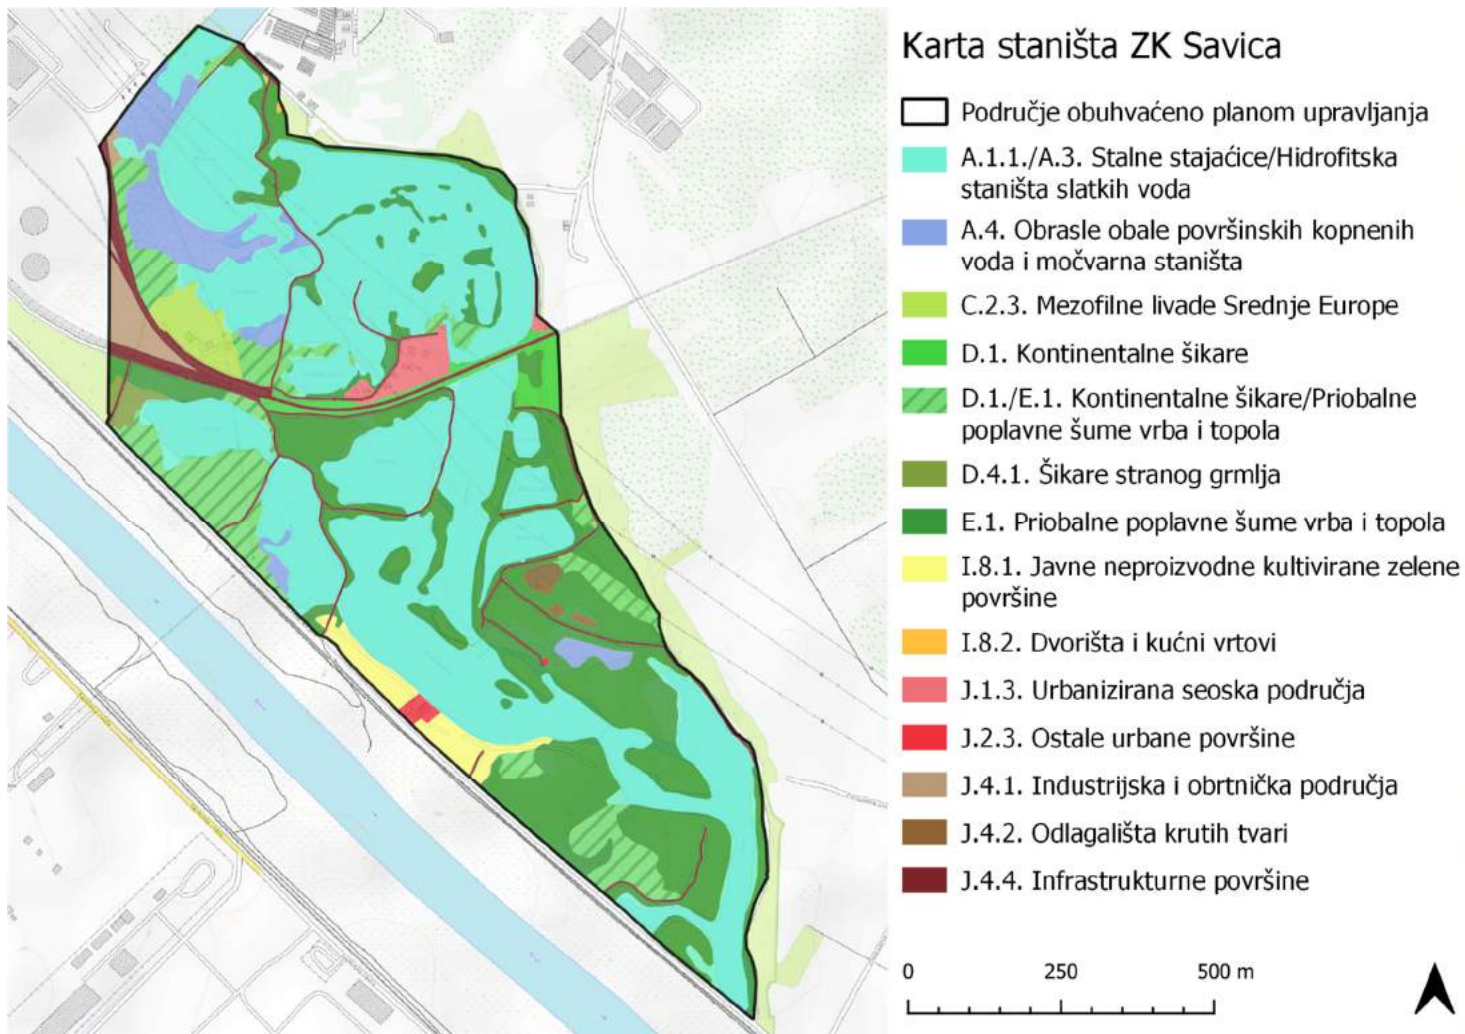 Karta staništa ZK Savica
Područje obuhvaćeno planom upravljanja
A.1.1./A.3. Stalne stajaćice/Hidrofitska
staništa slatkih voda
A.4. Obrasle obale površinskih kopnenih
voda i močvarna staništa
C.2.3. Mezofilne livade Srednje Europe
D.1. Kontinentalne šikare
D.1./E.1. Kontinentalne šikare/Priobalne
poplavne šume vrba i topola
D.4.1. Šikare stranog grmlja
E.1. Priobalne poplavne šume vrba i topola
I.8.1. Javne neproizvodne kultivirane zelene
površine
I.8.2. Dvorišta i kućni vrtovi
J.1.3. Urbanizirana seoska područja
J.2.3. Ostale urbane površine
J.4.1. Industrijska i obrtnička područja
J.4.2. Odlagališta krutih tvari
J.4.4. Infrastrukturne površine
0 250 500 m